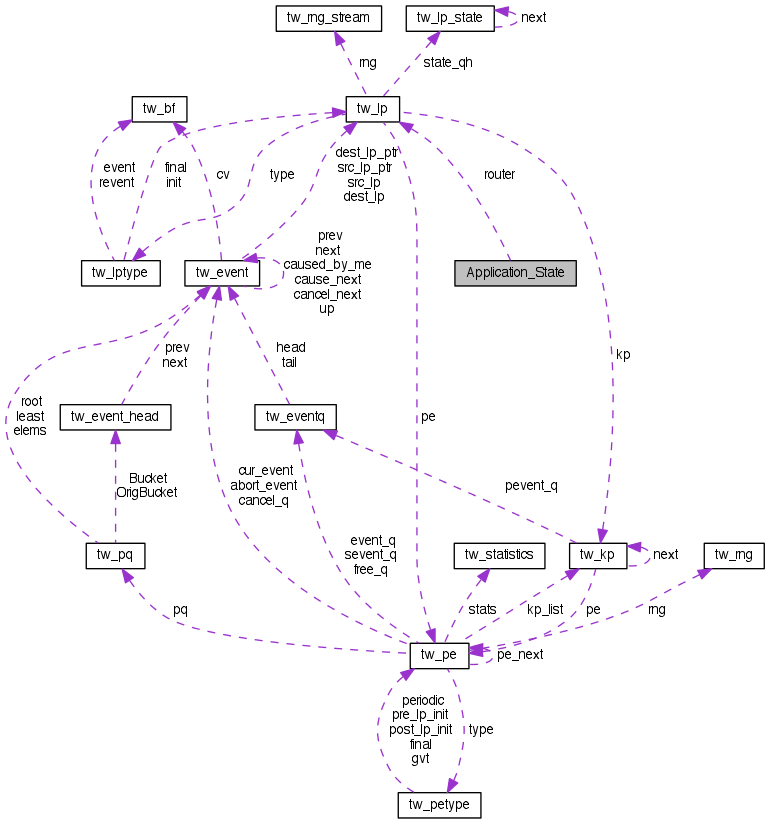 tw_rng_stream
tw_lp_state
next
rng
state_qh
tw_bf
tw_lp
event
revent
final
init
cv
type
dest_lp_ptr
src_lp_ptr
src_lp
dest_lp
router
tw_lptype
tw_event
prev
next
caused_by_me
cause_next
cancel_next
up
Application_State
kp
prev
next
head
tail
root
least
elems
tw_event_head
tw_eventq
pe
Bucket
OrigBucket
cur_event
abort_event
cancel_q
pevent_q
event_q
sevent_q
free_q
tw_pq
tw_statistics
tw_kp
next
tw_rng
pq
stats
kp_list
pe
rng
tw_pe
pe_next
periodic
pre_lp_init
post_lp_init
final
gvt
type
tw_petype